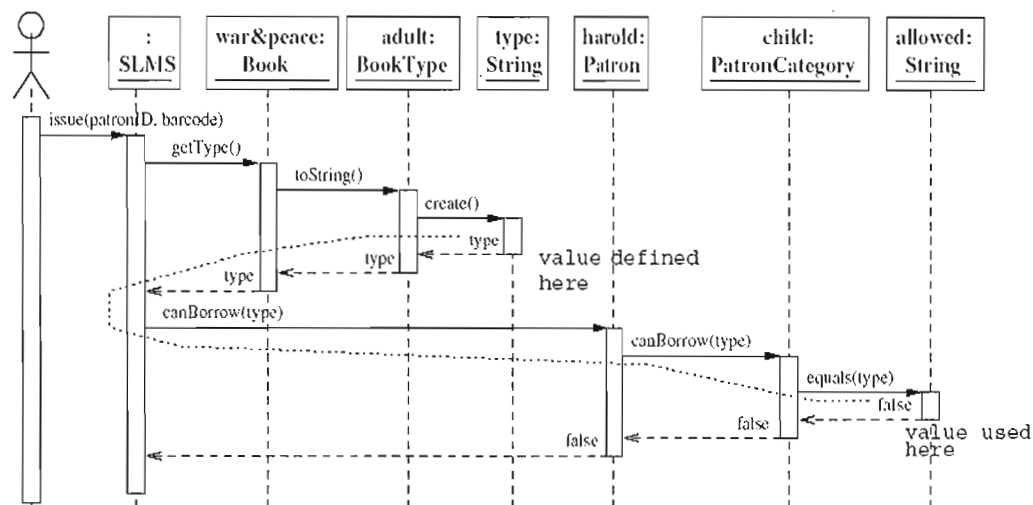 :
SLMS
war&peace:
Book
adult:
BookType
type:
String
harold:
Patron
child:
PatronCategory
allowed:
String
issue(patronID, barcode)
getType()
toString()
create()
type
type
type
value defined
here
canBorrow(type)
canBorrow(type)
equals(type)
false
false
false
value used
here